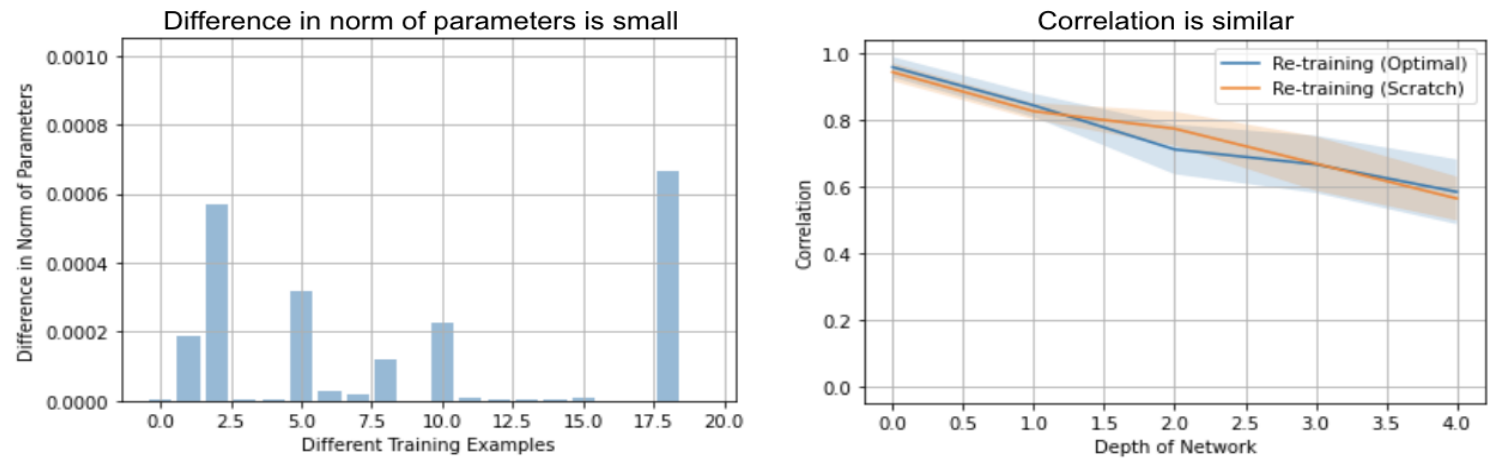 Difference in norm of parameters is small
0.0010
0.0008
0.0006
0.0004
0.0002
0.0000
Difference in Norm of Parameters
0.0 2.5 5.0 7.5 10.0 12.5 15.0 17.5 20.0
Different Training Examples
Correlation is similar
Re-training (Optimal)
Re-training (Scratch)
1.0
0.8
0.6
0.4
0.2
0.0
Correlation
0.0 0.5 1.0 1.5 2.0 2.5 3.0 3.5 4.0
Depth of Network